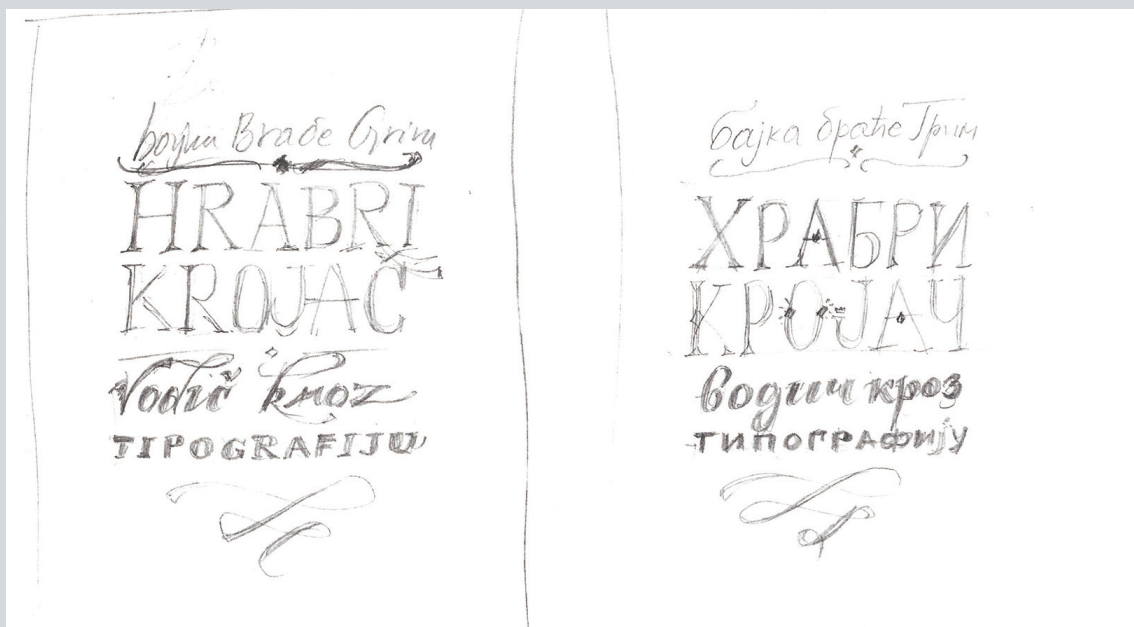 bajka Braće Grim
HRABRI
KROJAČ
Vodič kroz
TIPOGRAFIJU
бајка браће Грим
ХРАБРИ
КРОЈАЧ
водич кроз
ТИПОГРАФИЈУ